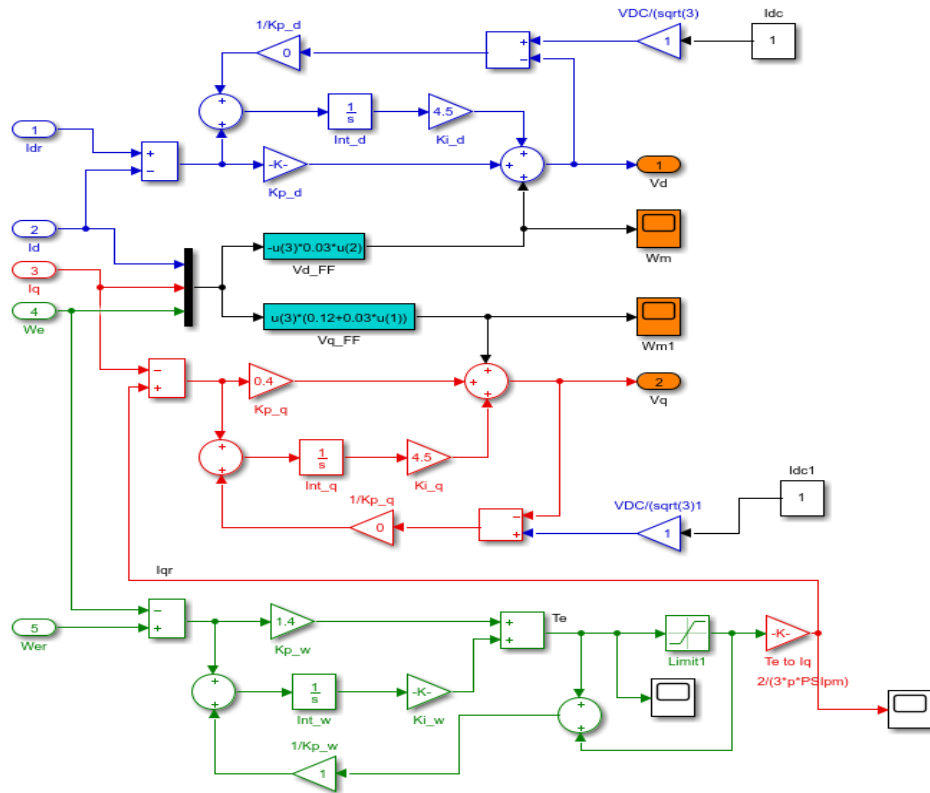 VDC/(sqrt(3)
Idc
1/Kp_d
0
+
−
1
1
+
+
1
s
4.5
Int_d
Ki_d
1
Idr
+
−
-K-
Kp_d
+
+
+
1
Vd
2
Id
-u(3)*0.03*u(2)
Vd_FF
Wm
3
Iq
4
We
u(3)*(0.12+0.03*u(1))
Vq_FF
Wm1
−
+
0.4
Kp_q
+
+
+
2
Vq
+
+
1
s
4.5
Int_q
Ki_q
Idc1
1/Kp_q
0
−
+
VDC/(sqrt(3)1
1
1
Iqr
−
+
1.4
Kp_w
+
+
Te
Limit1
-K-
Te to Iq
2/(3*p*PSIpm)
5
Wer
+
+
1
s
-K-
Int_w
Ki_w
+
+
1/Kp_w
1